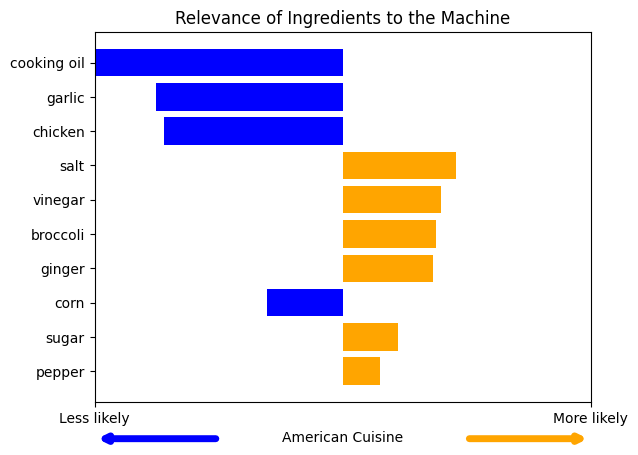 Relevance of Ingredients to the Machine
cooking oil
garlic
chicken
salt
vinegar
broccoli
ginger
corn
sugar
pepper
Less likely
More likely
American Cuisine